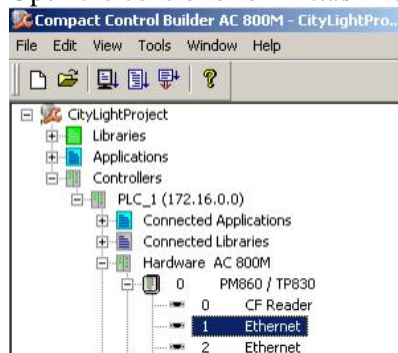 Compact Control Builder AC 800M - CityLightPro..
File Edit View Tools Window Help
CityLightProject
Libraries
Applications
Controllers
PLC_1 (172.16.0.0)
Connected Applications
Connected Libraries
Hardware AC 800M
0 PM860 / TP830
0 CF Reader
1 Ethernet
2 Ethernet